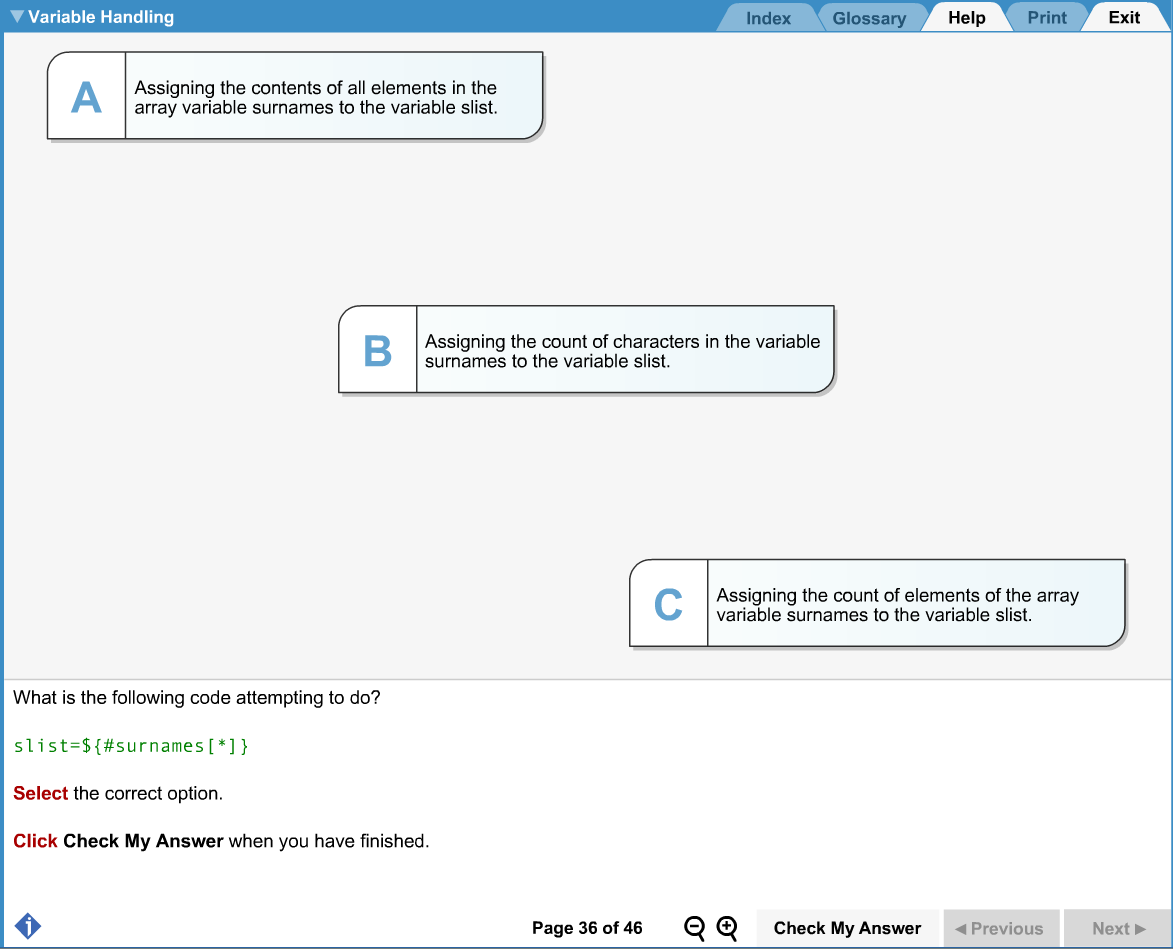 Variable Handling
Index
Glossary
Help
Print
Exit
A
Assigning the contents of all elements in the
array variable surnames to the variable slist.
B
Assigning the count of characters in the variable
surnames to the variable slist.
C
Assigning the count of elements of the array
variable surnames to the variable slist.
What is the following code attempting to do?
slist=${#surnames[*]}
Select the correct option.
Click Check My Answer when you have finished.
i
Page 36 of 46
Check My Answer
Previous
Next